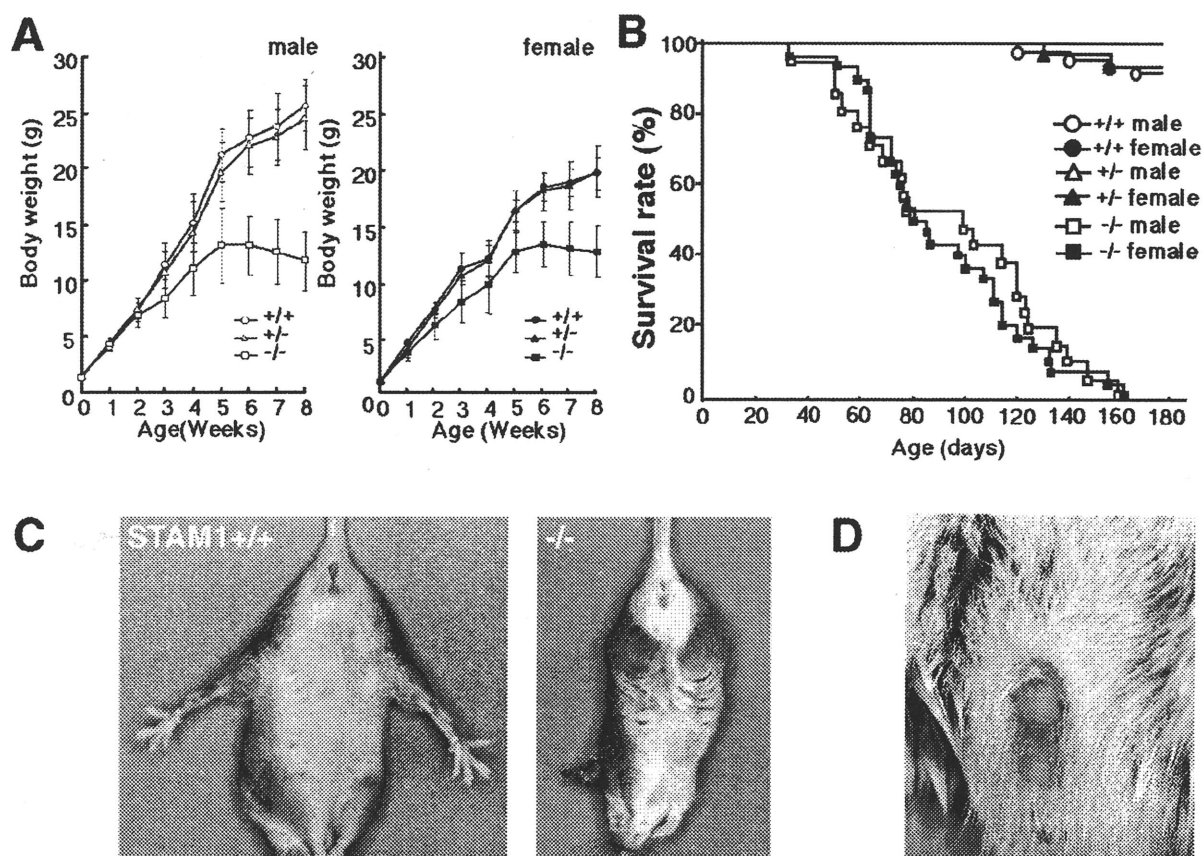 A
male
30
25
20
15
10
5
0
Body weight (g)
0 1 2 3 4 5 6 7 8
Age(Weeks)
+/+
+/-
-/-
female
30
25
20
15
10
5
0
Body weight (g)
0 1 2 3 4 5 6 7 8
Age (Weeks)
+/+
+/-
-/-
B
100
80
60
40
20
0
Survival rate (%)
0 20 40 60 80 100 120 140 160 180
Age (days)
+/+ male
+/+ female
+/- male
+/- female
-/- male
-/- female
C
STAM1+/+
-/-
D